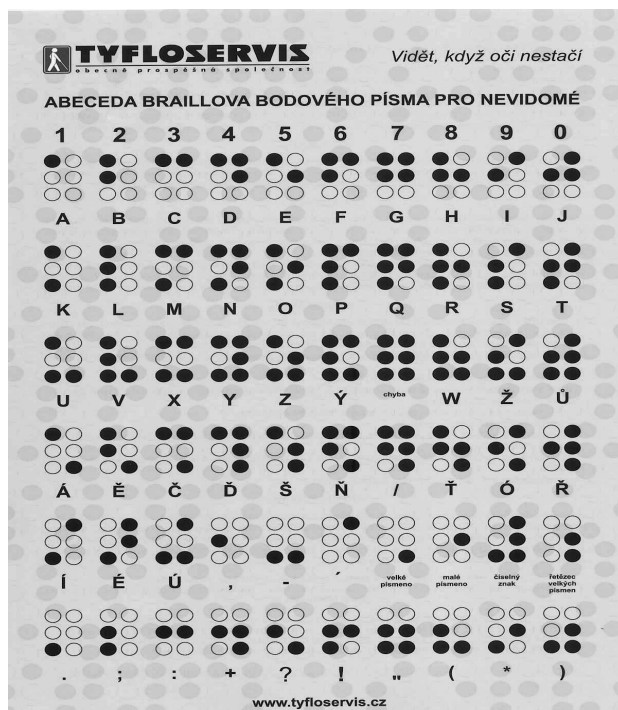 TYFLOSERVIS
obecně prospěšná společnost
Vidět, když oči nestačí
ABECEDA BRAILLOVA BODOVÉHO PÍSMA PRO NEVIDOMÉ
1 2 3 4 5 6 7 8 9 0
A B C D E F G H I J
K L M N O P Q R S T
U V X Y Z Ý chyba W Ž Ů
Á Ě Č Ď Š Ň / Ť Ó Ř
Í É Ú , - ´ velké písmeno malé písmeno číselný znak řetězec velkých písmen
. ; : + ? ! „ ( * )
www.tyfloservis.cz